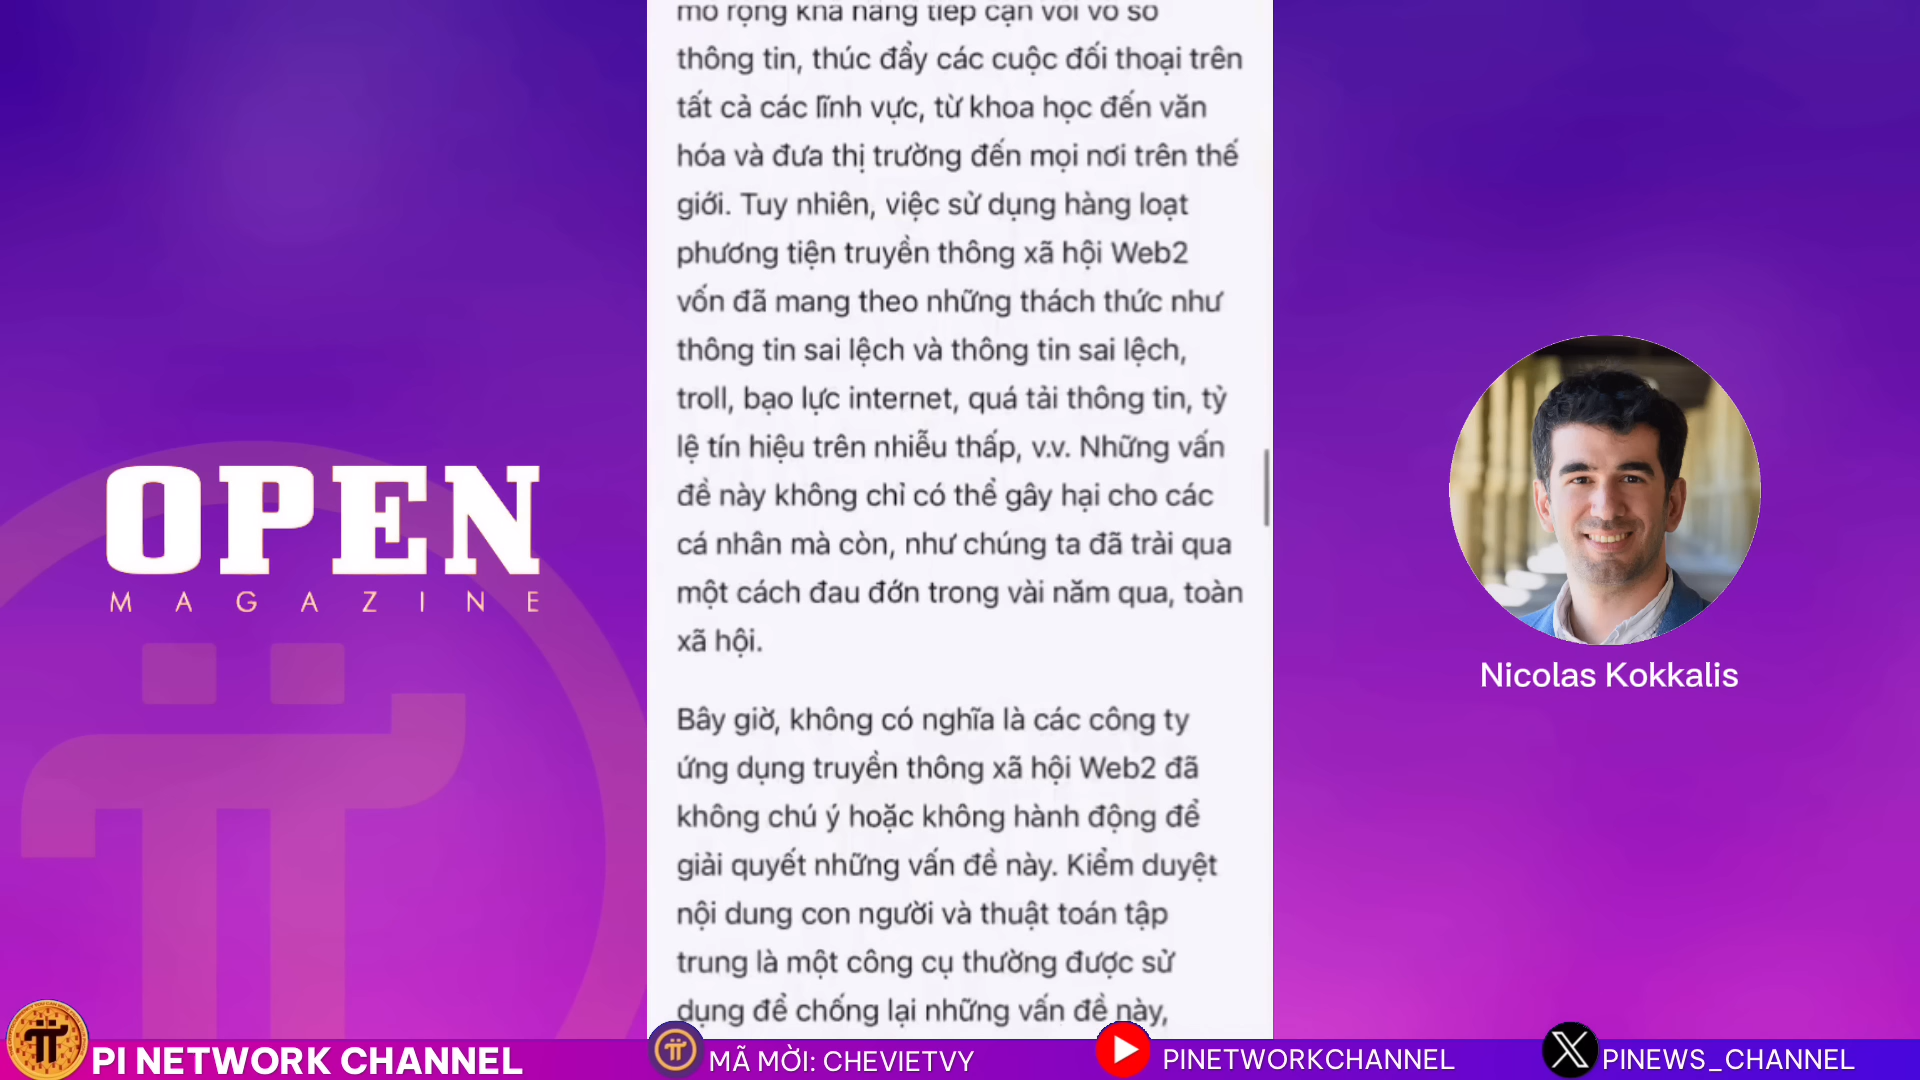 mở rộng khả năng tiếp cận với vô số
thông tin, thúc đẩy các cuộc đối thoại trên
tất cả các lĩnh vực, từ khoa học đến văn
hóa và đưa thị trường đến mọi nơi trên thế
giới. Tuy nhiên, việc sử dụng hàng loạt
phương tiện truyền thông xã hội Web2
vốn đã mang theo những thách thức như
thông tin sai lệch và thông tin sai lệch,
troll, bạo lực internet, quá tải thông tin, tỷ
lệ tín hiệu trên nhiễu thấp, v.v. Những vấn
đề này không chỉ có thể gây hại cho các
cá nhân mà còn, như chúng ta đã trải qua
một cách đau đớn trong vài năm qua, toàn
xã hội.
Bây giờ, không có nghĩa là các công ty
ứng dụng truyền thông xã hội Web2 đã
không chú ý hoặc không hành động để
giải quyết những vấn đề này. Kiểm duyệt
nội dung con người và thuật toán tập
trung là một công cụ thường được sử
dụng để chống lại những vấn đề này,
OPEN
MAGAZINE
Nicolas Kokkalis
PI NETWORK CHANNEL
MÃ MỜI: CHEVIETVY
PINETWORKCHANNEL
PINEWS_CHANNEL